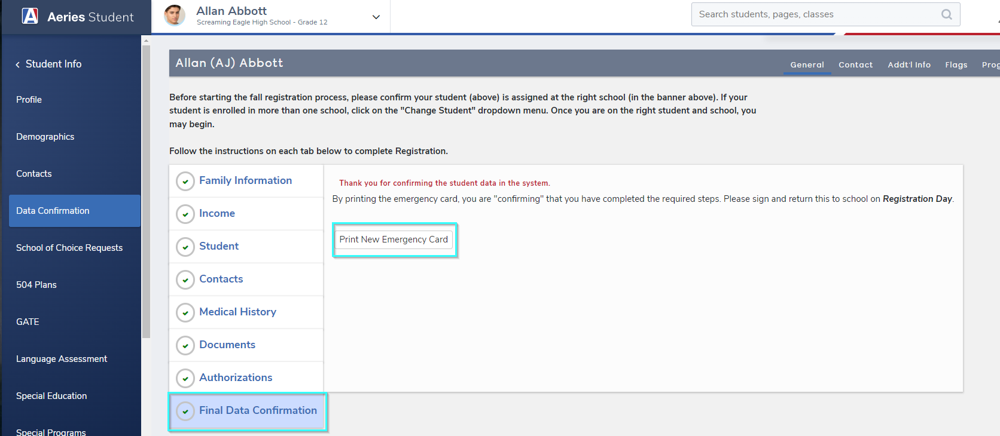 Aeries Student
Allan Abbott
Screaming Eagle High School - Grade 12
Search students, pages, classes
Student Info
Profile
Demographics
Contacts
Data Confirmation
School of Choice Requests
504 Plans
GATE
Language Assessment
Special Education
Special Programs
Allan (AJ) Abbott
General Contact Addt'l Info Flags Prog
Before starting the fall registration process, please confirm your student (above) is assigned at the right school (in the banner above). If your
student is enrolled in more than one school, click on the "Change Student" dropdown menu. Once you are on the right student and school, you
may begin.
Follow the instructions on each tab below to complete Registration.
Family Information
Income
Student
Contacts
Medical History
Documents
Authorizations
Final Data Confirmation
Thank you for confirming the student data in the system.
By printing the emergency card, you are "confirming" that you have completed the required steps. Please sign and return this to school on Registration Day.
Print New Emergency Card